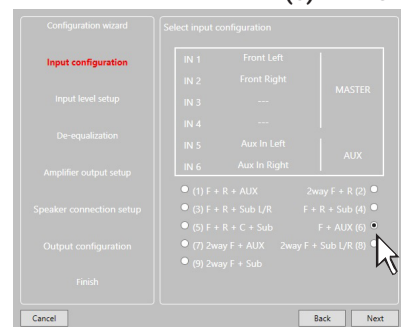 Configuration wizard
Input configuration
Input level setup
De-equalization
Amplifier output setup
Speaker connection setup
Output configuration
Finish
Select input configuration
IN 1 Front Left
IN 2 Front Right
IN 3 ---
IN 4 ---
MASTER
IN 5 Aux In Left
IN 6 Aux In Right
AUX
(1) F + R + AUX 2way F + R (2)
(3) F + R + Sub L/R F + R + Sub (4)
(5) F + R + C + Sub F + AUX (6)
(7) 2way F + AUX 2way F + Sub L/R (8)
(9) 2way F + Sub
Cancel Back Next